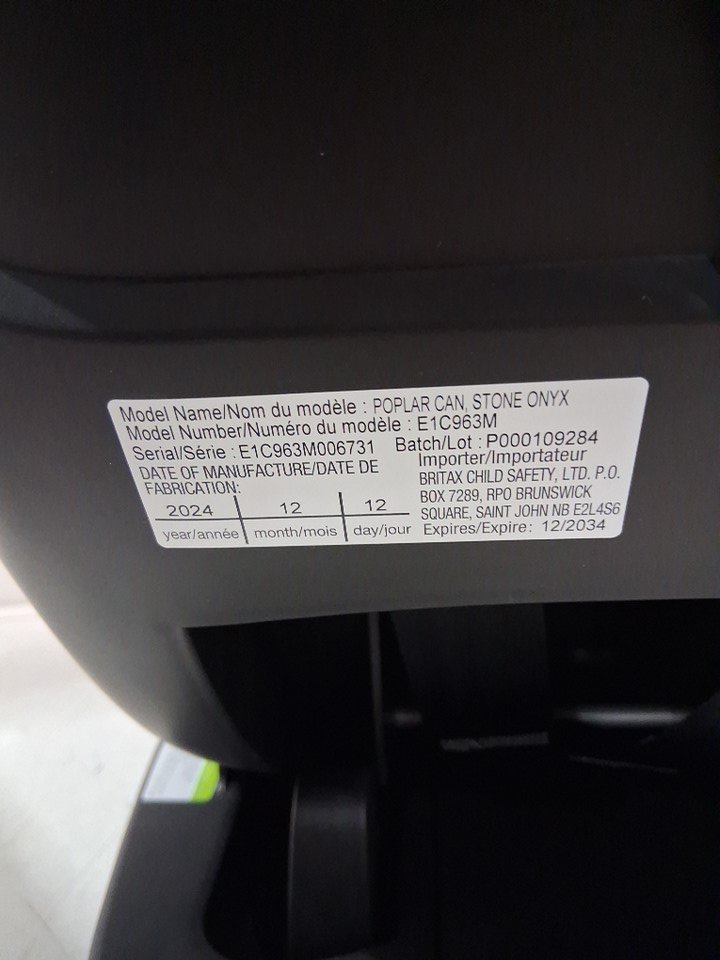 Model Name/Nom du modèle : POPLAR CAN, STONE ONYX
Model Number/Numéro du modèle : E1C963M
Serial/Série : E1C963M006731 Batch/Lot : P000109284
DATE OF MANUFACTURE/DATE DE
FABRICATION:
2024 12 12
year/année month/mois day/jour
Importer/Importateur
BRITAX CHILD SAFETY, LTD. P.O.
BOX 7289, RPO BRUNSWICK
SQUARE, SAINT JOHN NB E2L4S6
Expires/Expire: 12/2034